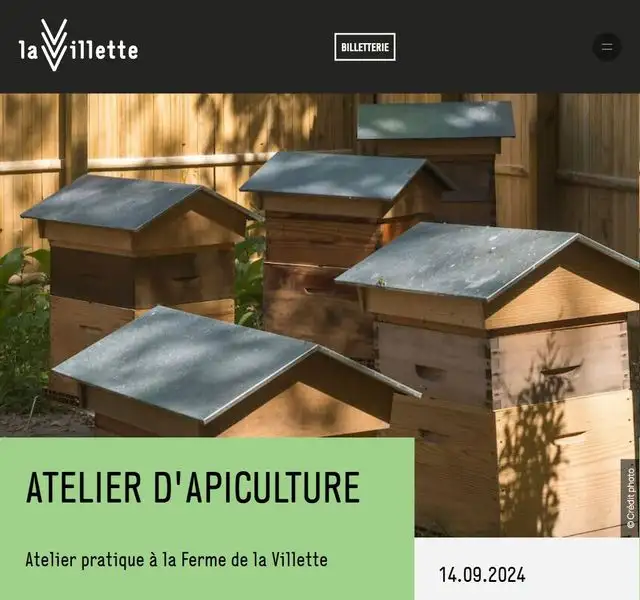 la Villette
BILLETTERIE
© Crédit photo
ATELIER D'APICULTURE
Atelier pratique à la Ferme de la Villette
14.09.2024